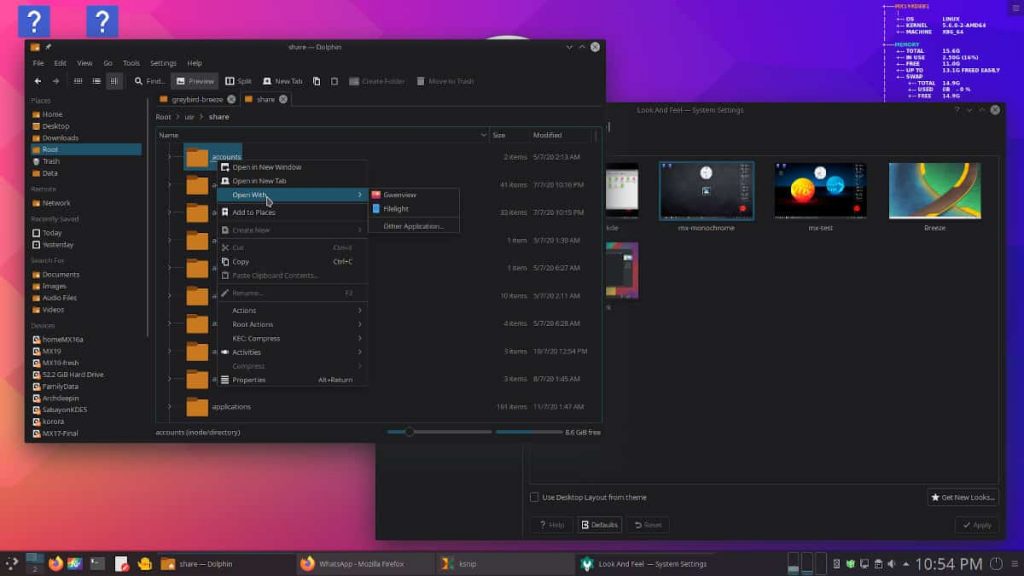 OS LINUX
KERNEL 5.6.0-2-AMD64
MACHINE X86_64
MEMORY
TOTAL 15.6G
IN USE 2.50G (16%)
FREE 11.0G
UP TO 13.1G FREED EASILY
SWAP
TOTAL 14.9G
USED 0B . 0 %
FREE 14.9G
share — Dolphin
File Edit View Go Tools Settings Help
Find... Preview Split New Tab Create Folder Move to Trash
Places
Home
Desktop
Downloads
Root
Trash
Data
Remote
Network
Recently Saved
Today
Yesterday
Search For
Documents
Images
Audio Files
Videos
Devices
homeMX16a
MX19
MX10-fresh
52.2 GiB Hard Drive
FamilyData
Archdeepin
SabayonKDES
korora
MX17-Final
greybird-breeze share
Root > usr > share
Name Size Modified
accounts 2 items 5/7/20 2:13 AM
41 items 7/7/20 10:16 PM
33 items 7/7/20 10:15 PM
1 item 5/7/20 1:39 AM
1 item 5/7/20 6:27 AM
10 items 5/7/20 2:11 AM
4 items 6/7/20 6:28 AM
3 items 10/7/20 12:54 PM
3 items 8/7/20 1:45 AM
applications 161 items 11/7/20 1:47 AM
Open in New Window
Open in New Tab
Open With
Add to Places
Create New
Cut Ctrl+X
Copy Ctrl+C
Paste Clipboard Contents...
Rename... F2
Actions
Root Actions
KEC: Compress
Activities
Compress
Properties Alt+Return
Gwenview
Filelight
Other Application...
accounts (inode/directory) 8.6 GiB free
Look And Feel — System Settings
mx-monochrome mx-test Breeze
Use Desktop Layout from theme
Get New Looks...
Help Defaults Reset Apply
2
share — Dolphin
WhatsApp - Mozilla Firefox
ksnip
Look And Feel — System Settings
10:54 PM